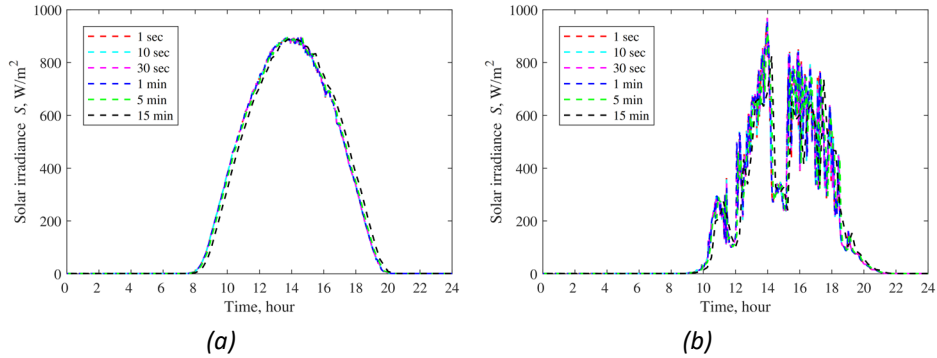 1000
800
600
400
200
0
Solar irradiance S, W/m²
1 sec
10 sec
30 sec
1 min
5 min
15 min
0 2 4 6 8 10 12 14 16 18 20 22 24
Time, hour
(a)
1000
800
600
400
200
0
Solar irradiance S, W/m²
1 sec
10 sec
30 sec
1 min
5 min
15 min
0 2 4 6 8 10 12 14 16 18 20 22 24
Time, hour
(b)